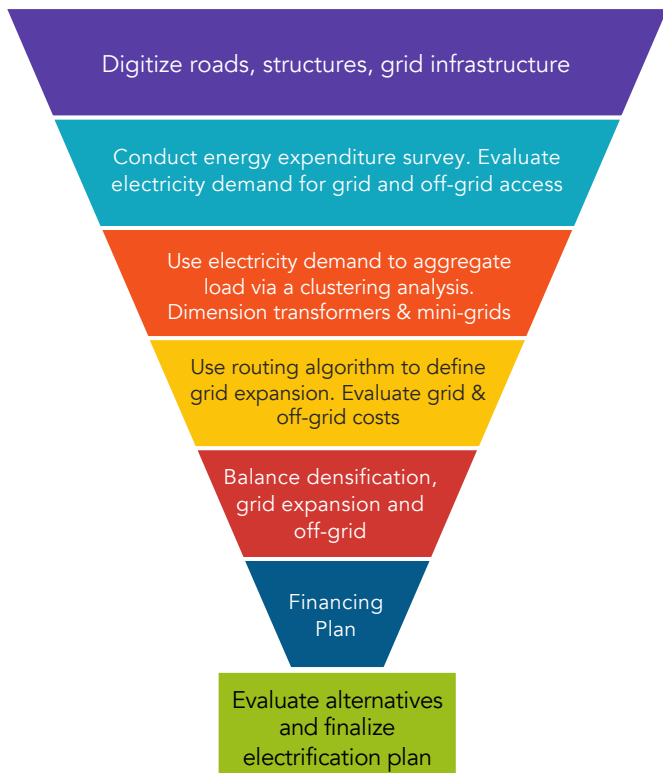 Digitize roads, structures, grid infrastructure
Conduct energy expenditure survey. Evaluate
electricity demand for grid and off-grid access
Use electricity demand to aggregate
load via a clustering analysis.
Dimension transformers & mini-grids
Use routing algorithm to define
grid expansion. Evaluate grid &
off-grid costs
Balance densification,
grid expansion and
off-grid
Financing
Plan
Evaluate alternatives
and finalize
electrification plan